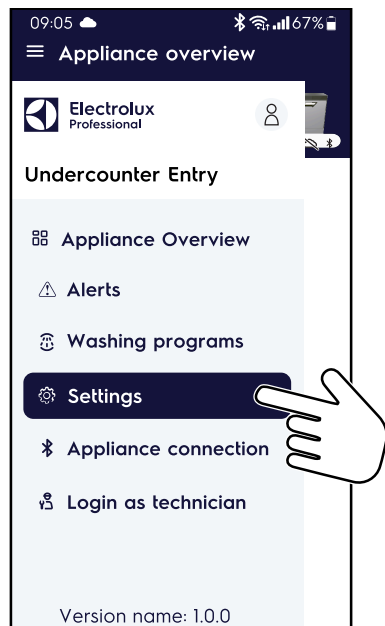 09:05 67%
Appliance overview
Electrolux
Professional
Undercounter Entry
Appliance Overview
Alerts
Washing programs
Settings
Appliance connection
Login as technician
Version name: 1.0.0